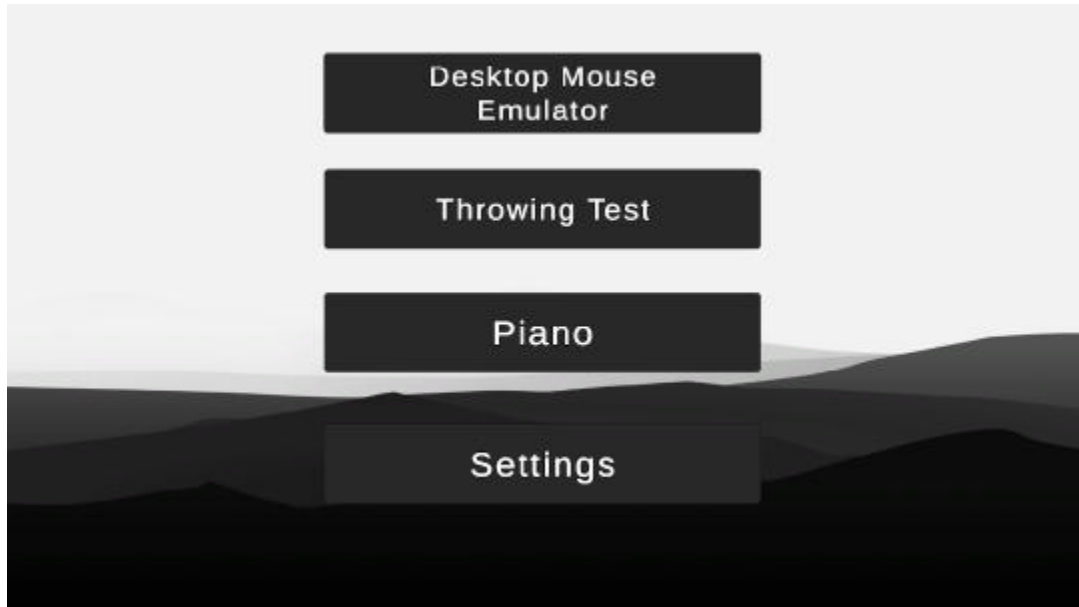 Desktop Mouse
Emulator
Throwing Test
Piano
Settings